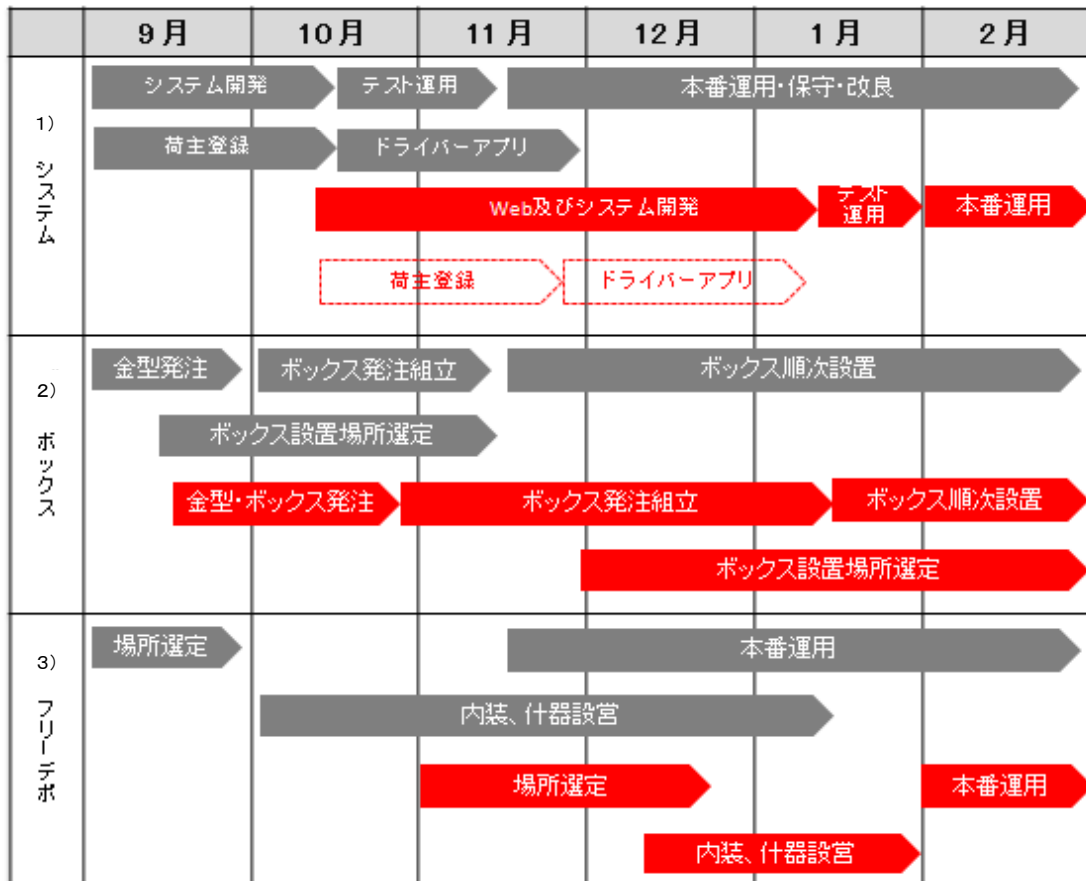 9月
10月
11月
12月
1月
2月
1)
システム
システム開発
テスト運用
本番運用・保守・改良
荷主登録
ドライバーアプリ
Web及びシステム開発
テスト
運用
本番運用
荷主登録
ドライバーアプリ
2)
ボックス
金型発注
ボックス発注組立
ボックス順次設置
ボックス設置場所選定
金型・ボックス発注
ボックス発注組立
ボックス順次設置
ボックス設置場所選定
3)
フリーデポ
場所選定
本番運用
内装、什器設営
場所選定
本番運用
内装、什器設営